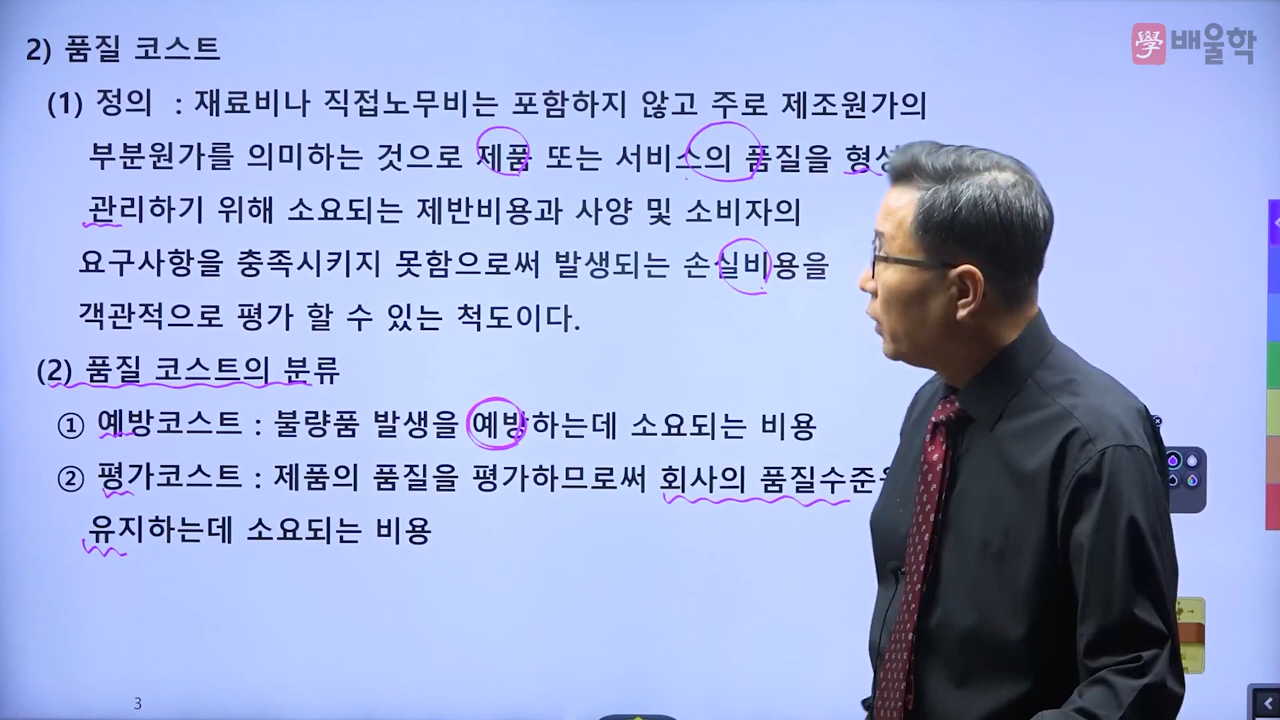 2) 품질 코스트
學 배울학
(1) 정의 : 재료비나 직접노무비는 포함하지 않고 주로 제조원가의
부분원가를 의미하는 것으로 제품 또는 서비스의 품질을
관리하기 위해 소요되는 제반비용과 사양 및 소비자의
요구사항을 충족시키지 못함으로써 발생되는 손실비용을
객관적으로 평가 할 수 있는 척도이다.
(2) 품질 코스트의 분류
① 예방코스트 : 불량품 발생을 예방하는데 소요되는 비용
② 평가코스트 : 제품의 품질을 평가하므로써 회사의
유지하는데 소요되는 비용
3